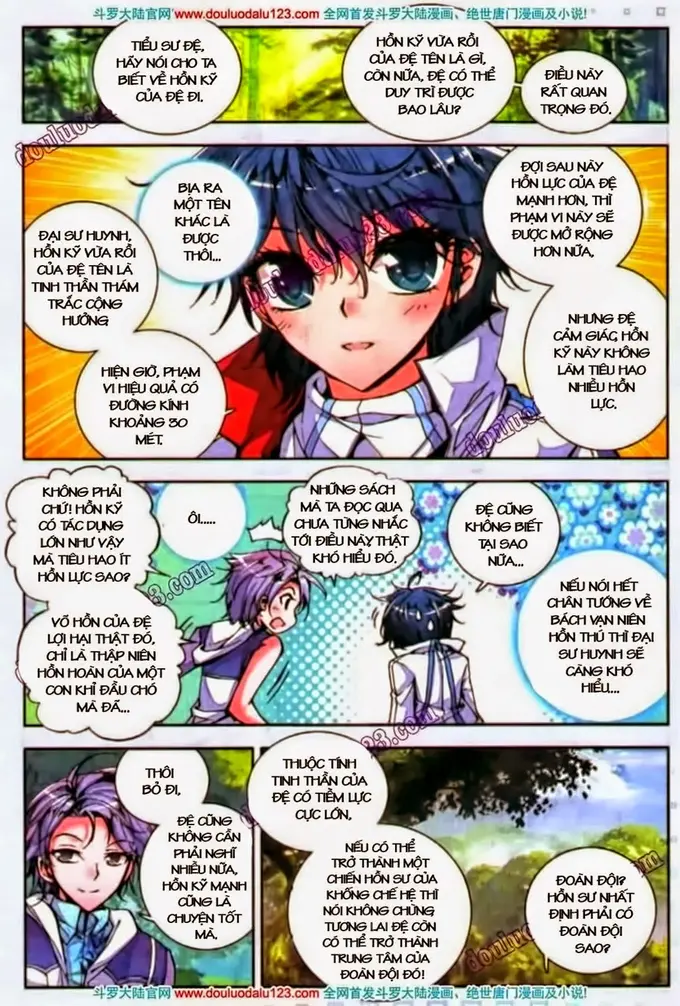 斗罗大陆官网 www.douluodalu123.com 全网首发斗罗大陆漫画、绝世唐门漫画及小说!
TIỂU SƯ ĐỆ,
HÃY NÓI CHO TA
BIẾT VỀ HỒN KỸ
CỦA ĐỆ ĐI.
HỒN KỸ VỪA RỒI
CỦA ĐỆ TÊN LÀ GÌ,
CÒN NỮA, ĐỆ CÓ THỂ
DUY TRÌ ĐƯỢC
BAO LÂU?
ĐIỀU NÀY
RẤT QUAN
TRỌNG ĐÓ.
BỊA RA
MỘT TÊN
KHÁC LÀ
ĐƯỢC
THÔI...
ĐẠI SƯ HUYNH,
HỒN KỸ VỪA RỒI
CỦA ĐỆ TÊN LÀ
TINH THẦN THÁM
TRẮC CỘNG
HƯỞNG.
HIỆN GIỜ, PHẠM
VI HIỆU QUẢ CÓ
ĐƯỜNG KÍNH
KHOẢNG 30
MÉT.
ĐỢI SAU NÀY
HỒN LỰC CỦA ĐỆ
MẠNH HƠN, THÌ
PHẠM VI NÀY SẼ
ĐƯỢC MỞ RỘNG
HƠN NỮA,
NHƯNG ĐỆ
CẢM GIÁC, HỒN
KỸ NÀY KHÔNG
LÀM TIÊU HAO
NHIỀU HỒN
LỰC.
KHÔNG PHẢI
CHỨ! HỒN KỸ
CÓ TÁC DỤNG
LỚN NHƯ VẬY
MÀ TIÊU HAO ÍT
HỒN LỰC SAO?
ÔI.....
NHỮNG SÁCH
MÀ TA ĐỌC QUA
CHƯA TỪNG NHẮC
TỚI ĐIỀU NÀY, THẬT
KHÓ HIỂU ĐÓ.
ĐỆ CŨNG
KHÔNG BIẾT
TẠI SAO
NỮA...
VÕ HỒN CỦA ĐỆ
LỢI HẠI THẬT ĐÓ,
CHỈ LÀ THẬP NIÊN
HỒN HOÀN CỦA MỘT
CON KHỈ ĐẦU CHÓ
MÀ ĐÃ...
NẾU NÓI HẾT
CHÂN TƯỚNG VỀ
BÁCH VẠN NIÊN
HỒN THÚ THÌ ĐẠI
SƯ HUYNH SẼ
CÀNG KHÓ
HIỂU...
THÔI
BỎ ĐI,
ĐỆ CŨNG
KHÔNG CẦN
PHẢI NGHĨ
NHIỀU NỮA,
HỒN KỸ MẠNH
CŨNG LÀ
CHUYỆN TỐT
MÀ.
THUỘC TÍNH
TINH THẦN CỦA
ĐỆ CÓ TIỀM LỰC
CỰC LỚN,
NẾU CÓ THỂ
TRỞ THÀNH MỘT
CHIẾN HỒN SƯ CỦA
KHỐNG CHẾ HỆ THÌ
NÓI KHÔNG CHỪNG,
TƯƠNG LAI ĐỆ CÒN
CÓ THỂ TRỞ THÀNH
TRUNG TÂM CỦA
ĐOÀN ĐỘI ĐÓ!
ĐOÀN ĐỘI?
HỒN SƯ NHẤT
ĐỊNH PHẢI CÓ
ĐOÀN ĐỘI
SAO?
斗罗大陆官网 www.douluodalu123.com 全网首发斗罗大陆漫画、绝世唐门漫画及小说!